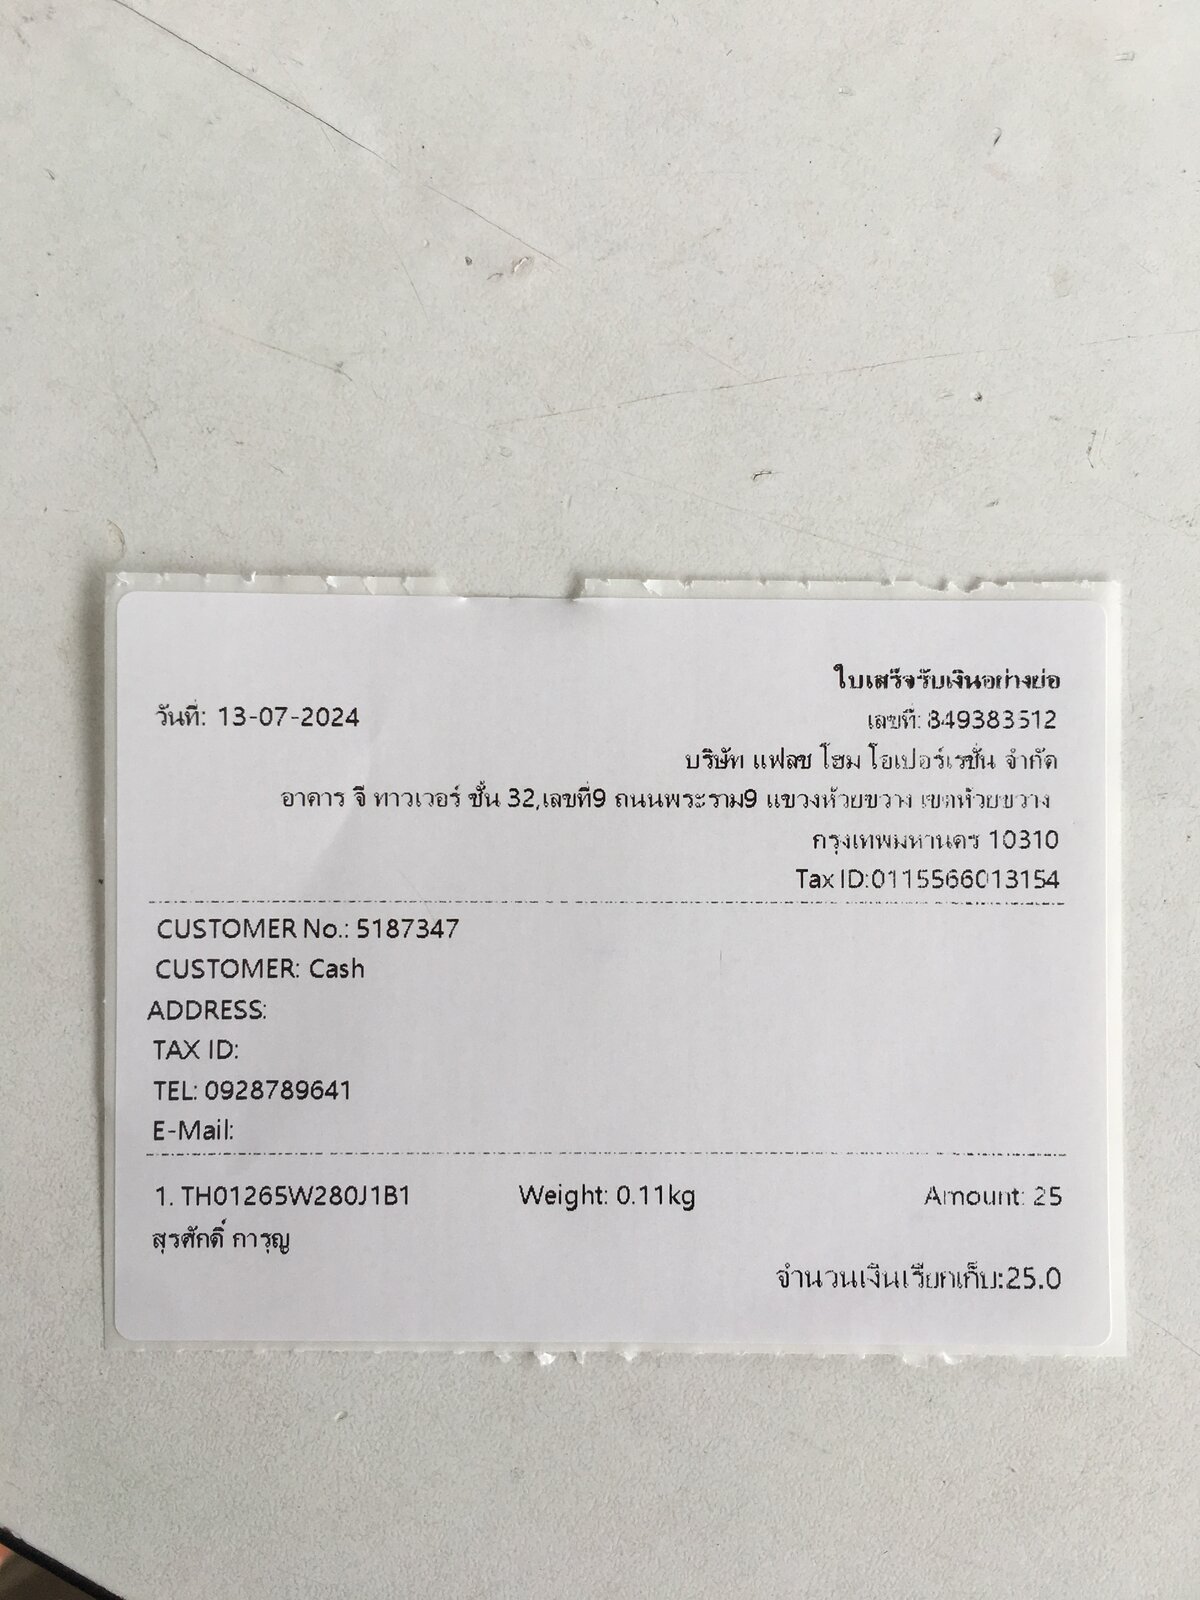 ใบเสร็จรับเงินอย่างย่อ
วันที่: 13-07-2024
เลขที่: 849383512
บริษัท แฟลช โฮม โอเปอร์เรชั่น จำกัด
อาคาร จี ทาวเวอร์ ชั้น 32,เลขที่9 ถนนพระราม9 แขวงห้วยขวาง เขตห้วยขวาง
กรุงเทพมหานคร 10310
Tax ID:0115566013154
CUSTOMER No.: 5187347
CUSTOMER: Cash
ADDRESS:
TAX ID:
TEL: 0928789641
E-Mail:
1. TH01265W280J1B1 Weight: 0.11kg Amount: 25
สุรศักดิ์ การุญ
จำนวนเงินเรียกเก็บ:25.0